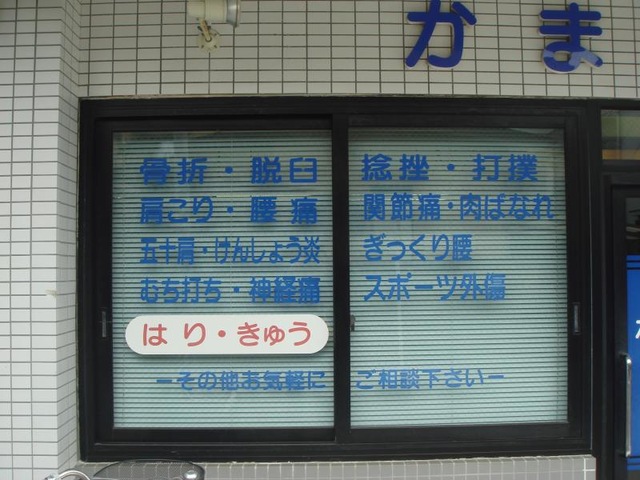 かま
骨折・脱臼
肩こり・腰痛
五十肩・けんしょう炎
むち打ち・神経痛
はり・きゅう
捻挫・打撲
関節痛・肉ばなれ
ぎっくり腰
スポーツ外傷
ーその他お気軽に ご相談下さいー